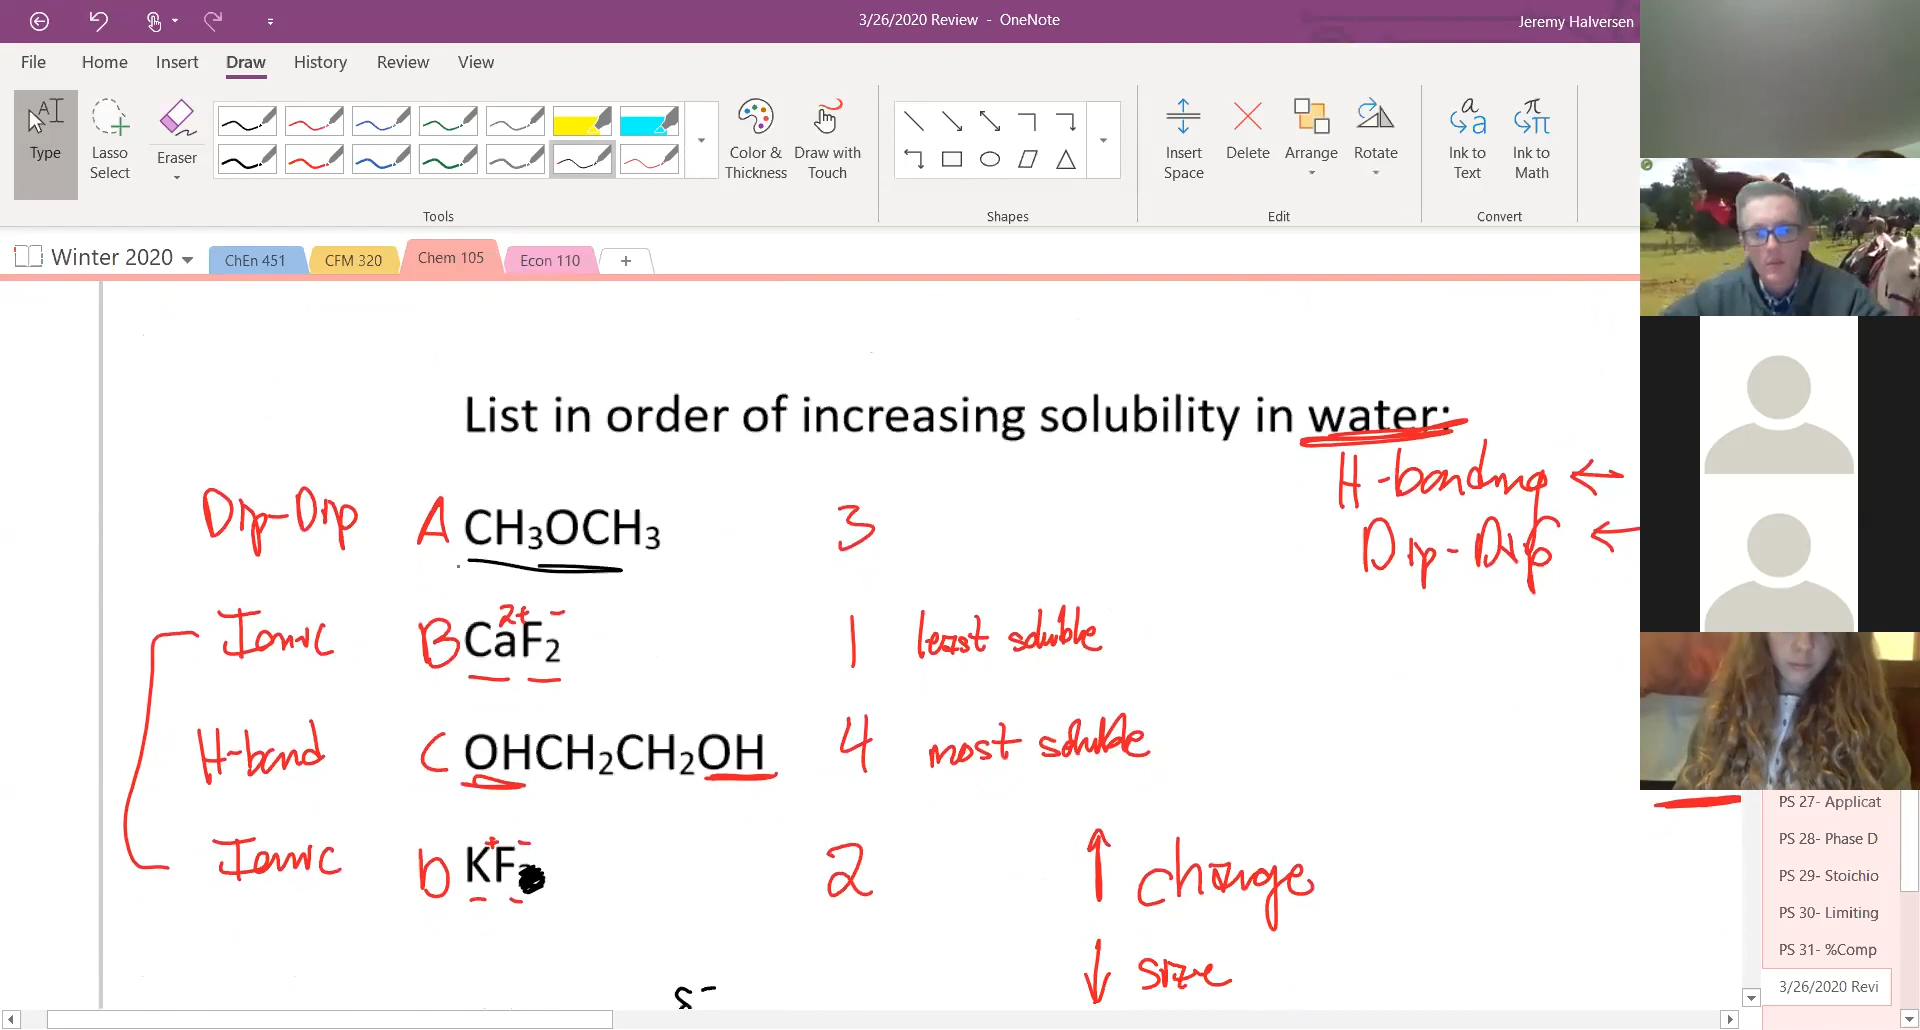 3/26/2020 Review - OneNote
Jeremy Halversen
File Home Insert Draw History Review View
Type
Lasso Select
Eraser
Color & Thickness
Draw with Touch
Insert Space
Delete
Arrange
Rotate
Ink to Text
Ink to Math
Tools
Shapes
Edit
Convert
Winter 2020
ChEn 451
CFM 320
Chem 105
Econ 110
List in order of increasing solubility in water:
H-bonding ←
Dip-Dip ←
Dip-Dip A CH₃OCH₃ 3
Ionic B CaF₂ 2+ - 1 least soluble
H-bond C OHCH₂CH₂OH 4 most soluble
Ionic D KF + - 2
↑ charge
↓ size
δ-
PS 27- Applicat
PS 28- Phase D
PS 29- Stoichio
PS 30- Limiting
PS 31- %Comp
3/26/2020 Revi